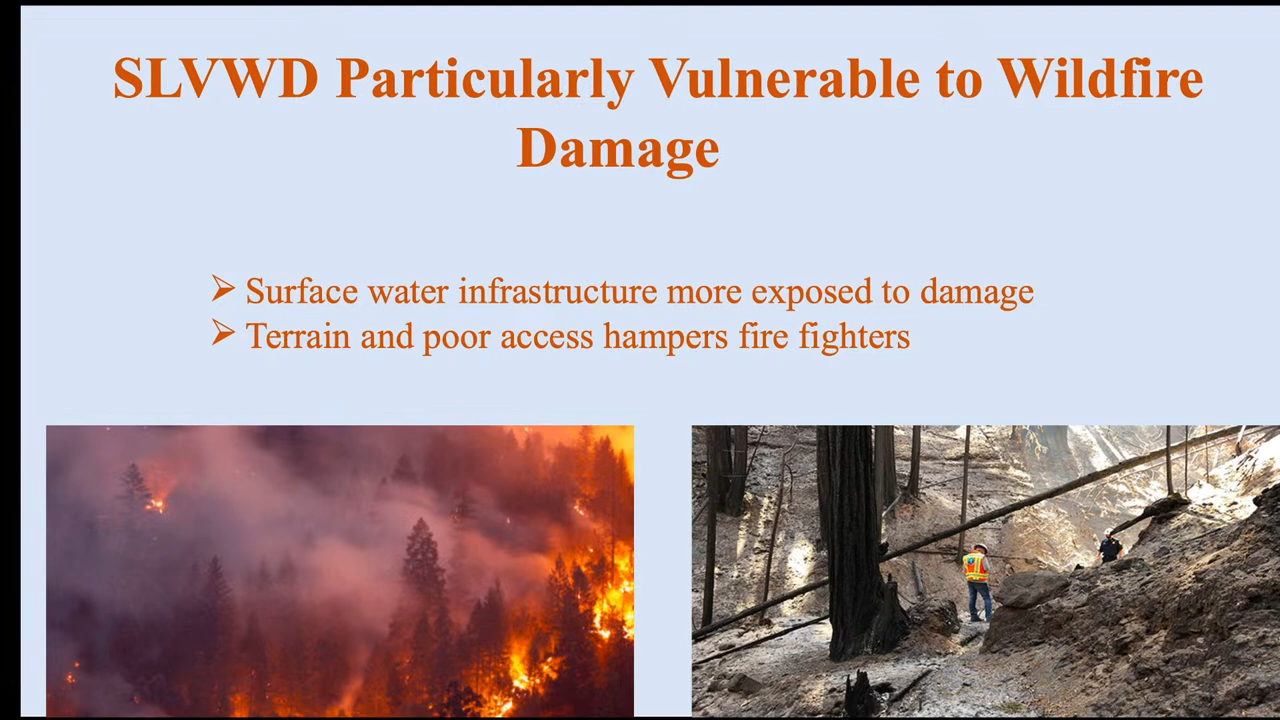 SLVWD Particularly Vulnerable to Wildfire
Damage
➢ Surface water infrastructure more exposed to damage
➢ Terrain and poor access hampers fire fighters